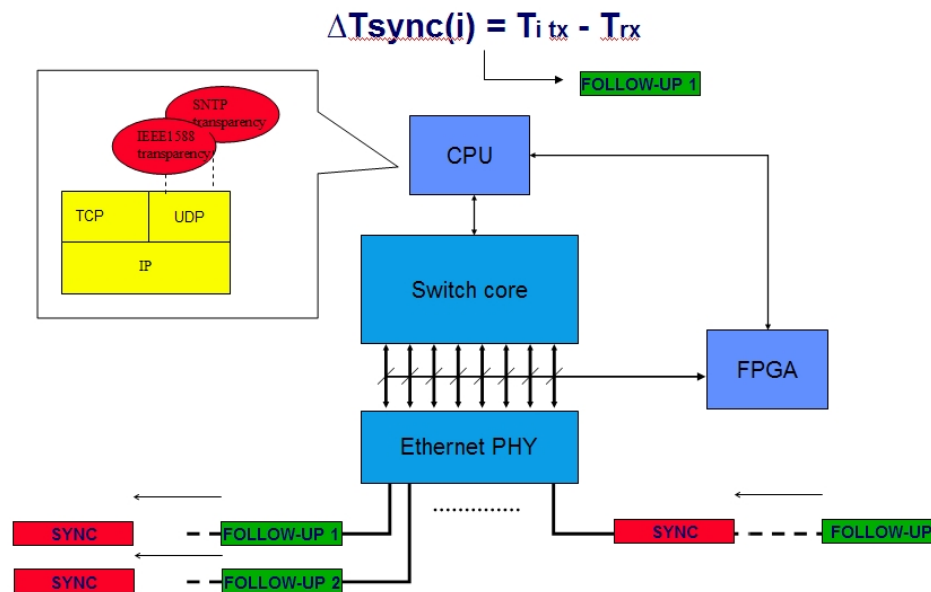 ΔTsync(i) = Ti tx - Trx
FOLLOW-UP 1
SNTP
transparency
IEEE1588
transparency
TCP
UDP
IP
CPU
Switch core
FPGA
Ethernet PHY
SYNC
FOLLOW-UP 1
SYNC
FOLLOW-UP
SYNC
FOLLOW-UP 2